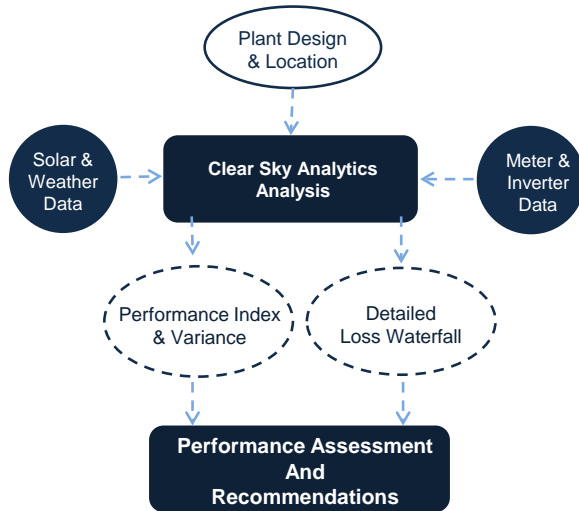 Plant Design
& Location
Solar &
Weather
Data
Clear Sky Analytics
Analysis
Meter &
Inverter
Data
Performance Index
& Variance
Detailed
Loss Waterfall
Performance Assessment
And
Recommendations